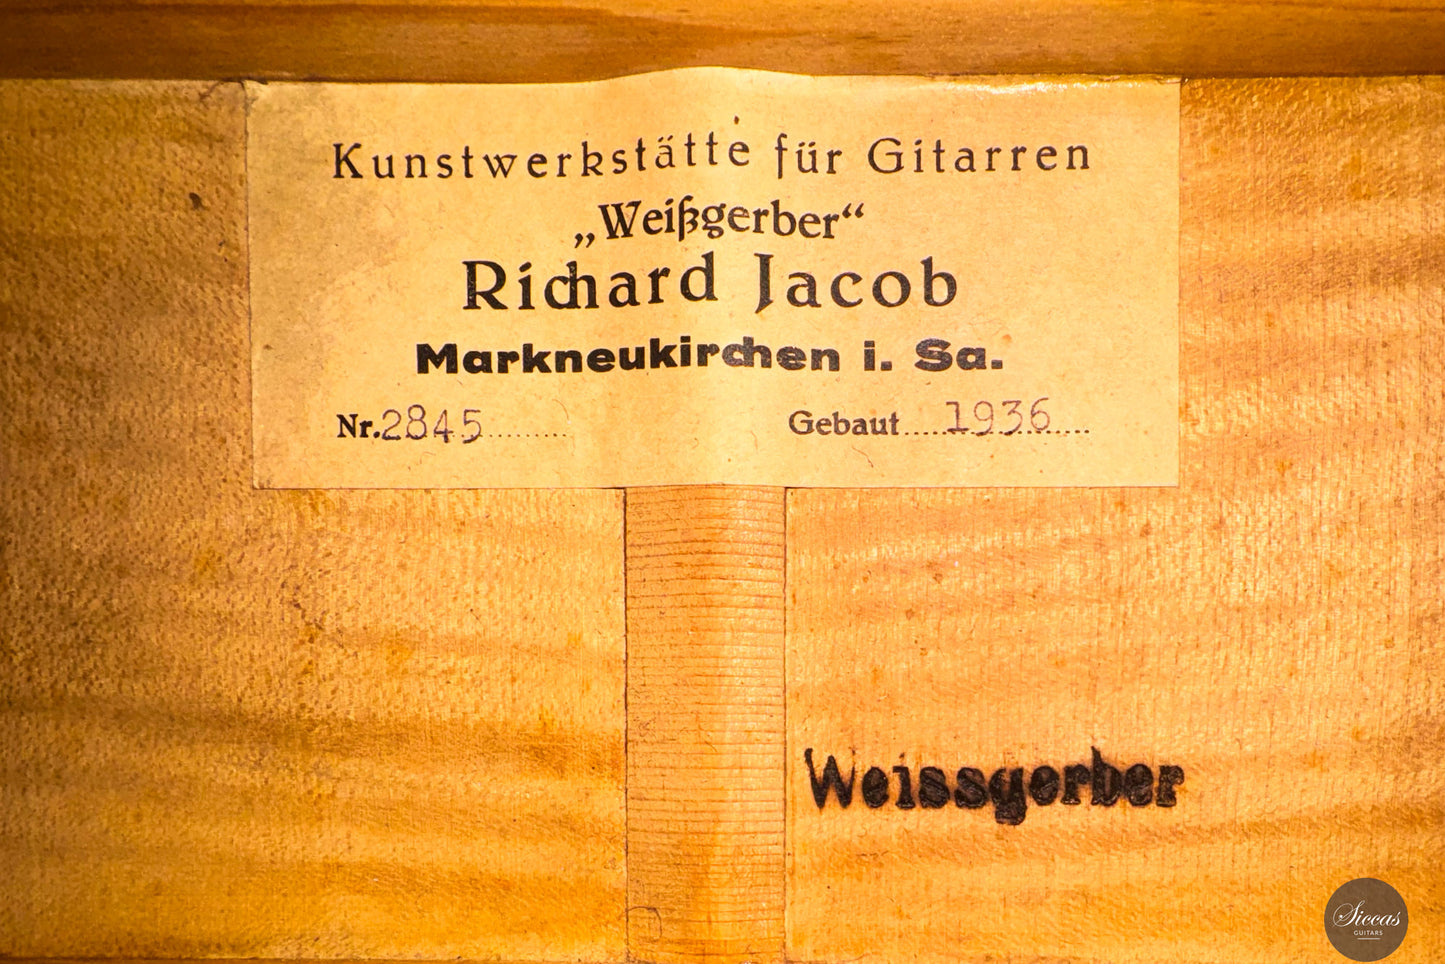 Kunstwerkstätte für Gitarren
„Weißgerber“
Richard Jacob
Markneukirchen i. Sa.
Nr. 2845 Gebaut 1936
Weissgerber
Siccas
GUITARS